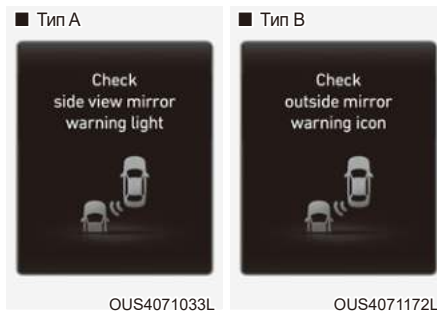 ■ Тип A
Check
side view mirror
warning light
OUS4071033L
■ Тип B
Check
outside mirror
warning icon
OUS4071172L